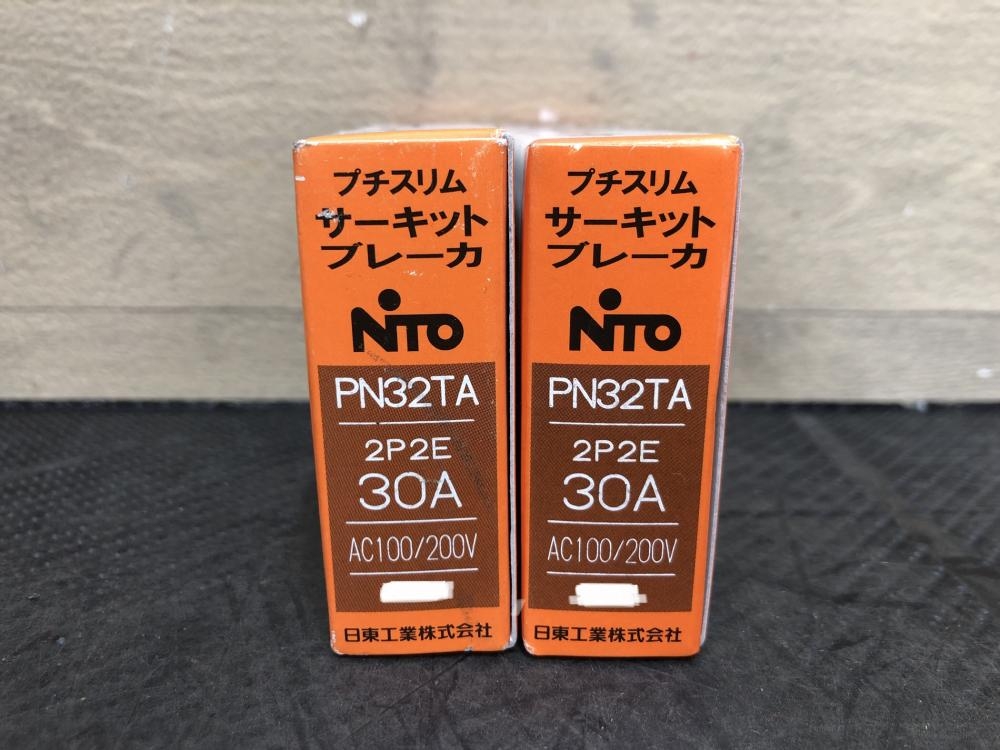 プチスリム
サーキット
ブレーカ
NITO
PN32TA
2P2E
30A
AC100/200V
日東工業株式会社
プチスリム
サーキット
ブレーカ
NITO
PN32TA
2P2E
30A
AC100/200V
日東工業株式会社